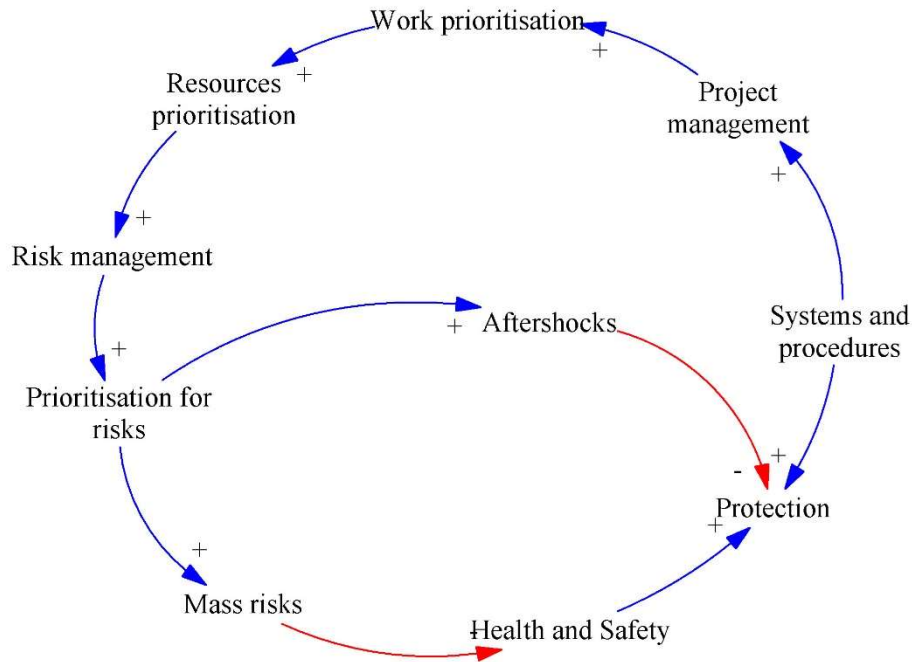 Work prioritisation
+
+
Resources
prioritisation
Project
management
+
+
Risk management
+
Aftershocks
+
Systems and
procedures
Prioritisation for
risks
-
+
Protection
+
+
Mass risks
-
Health and Safety